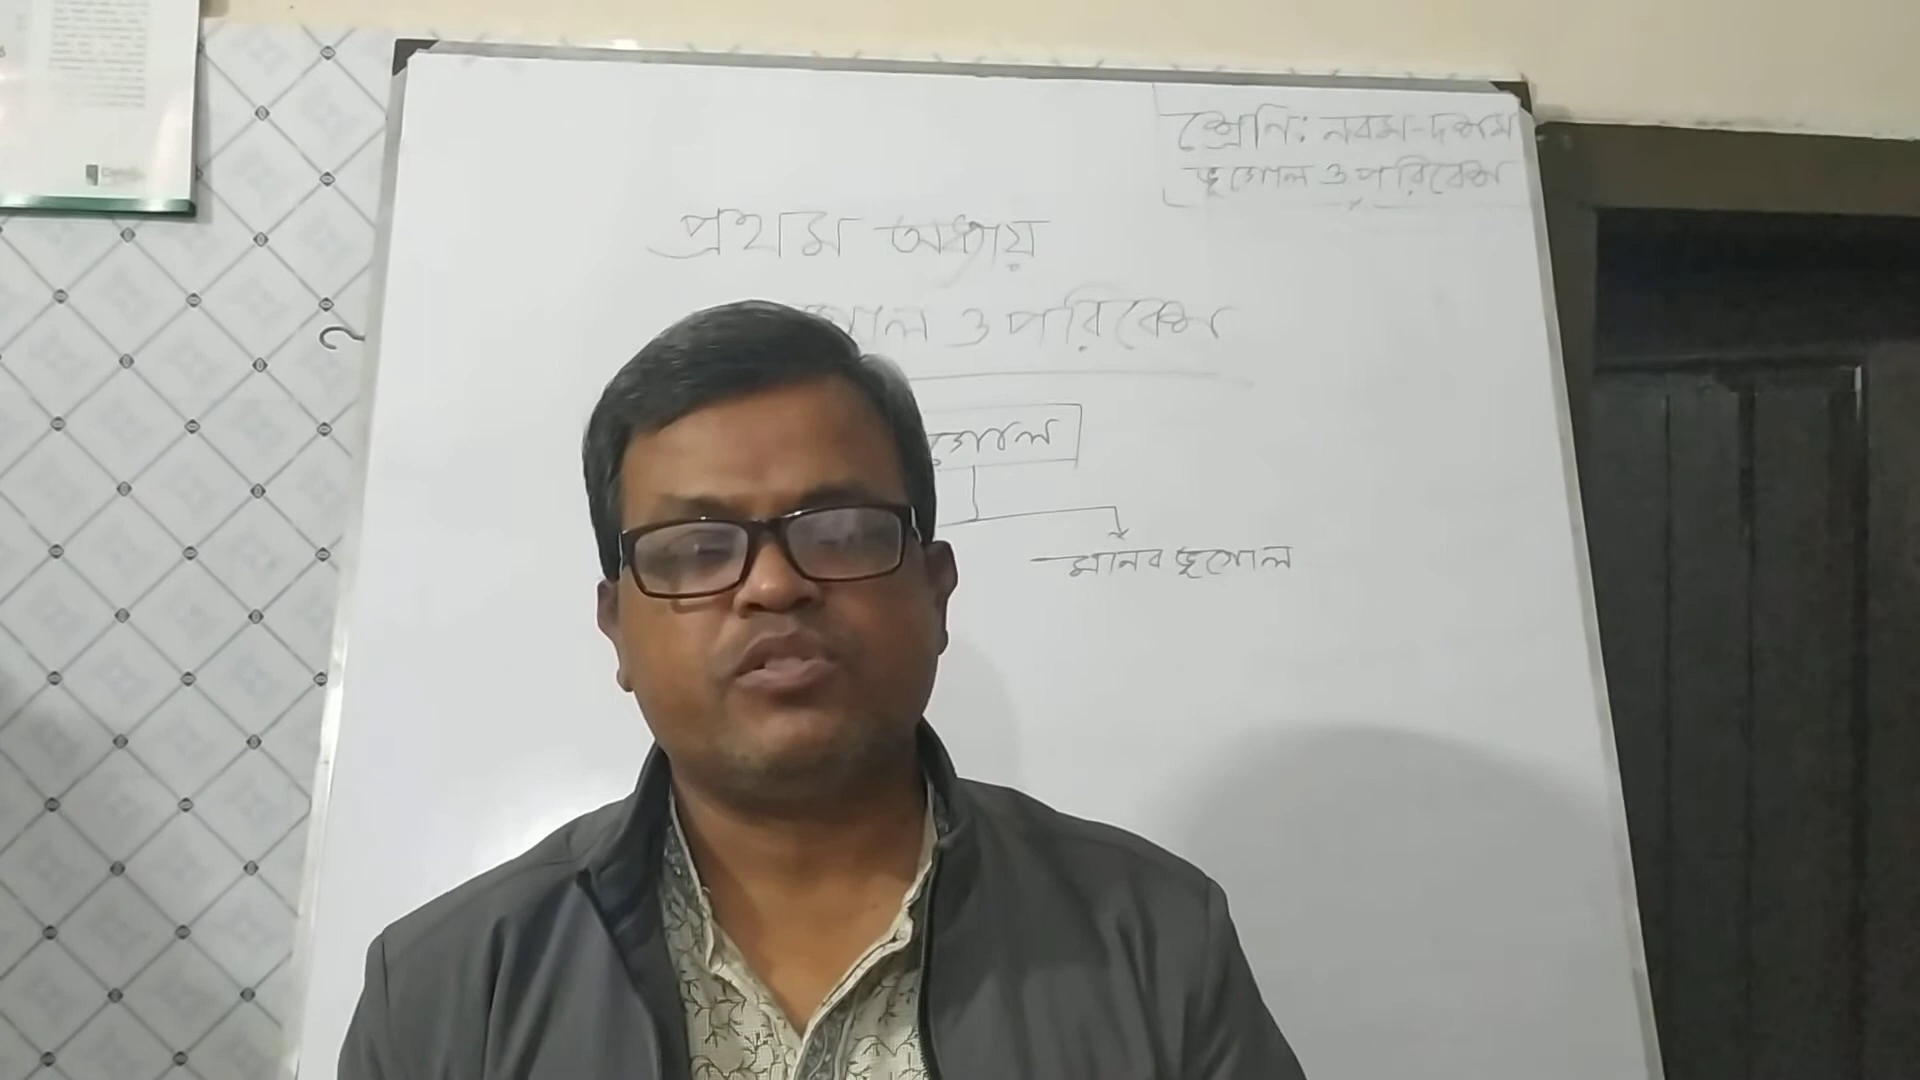 শ্রেণি: নবম-দশম
ভূগোল ও পরিবেশ
প্রথম অধ্যায়
ও পরিবেশ
মানব ভূগোল